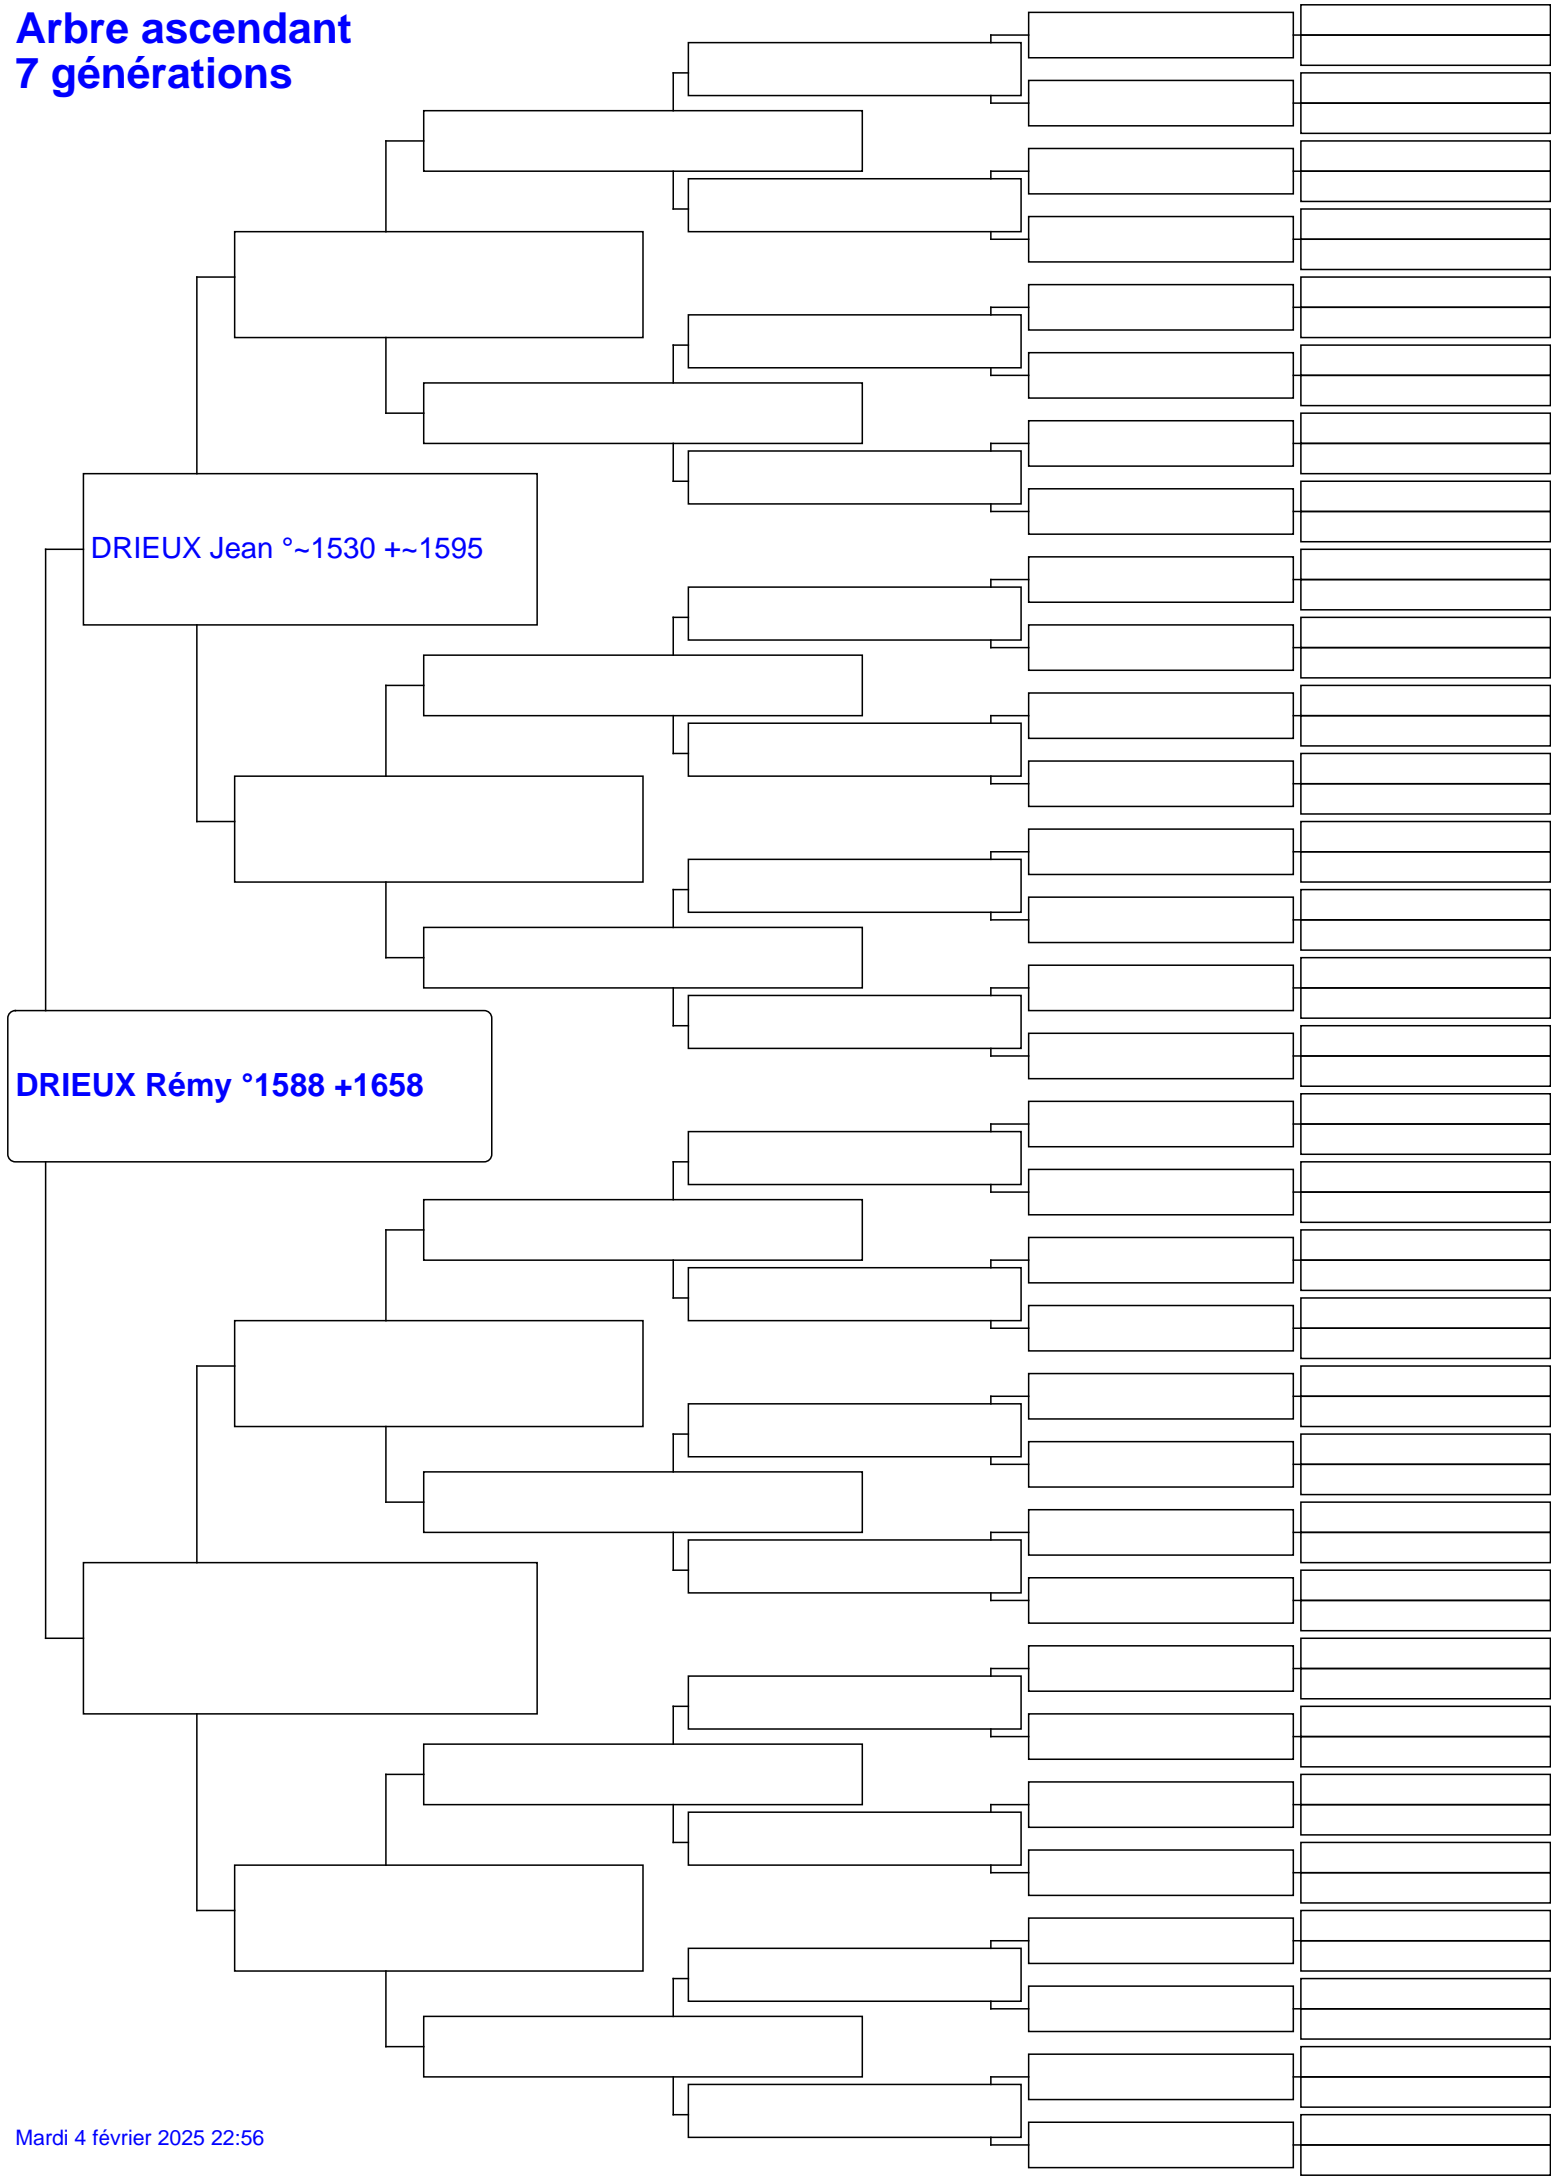 Arbre ascendant
7 générations
DRIEUX Jean °~1530 +~1595
DRIEUX Rémy °1588 +1658
Mardi 4 février 2025 22:56